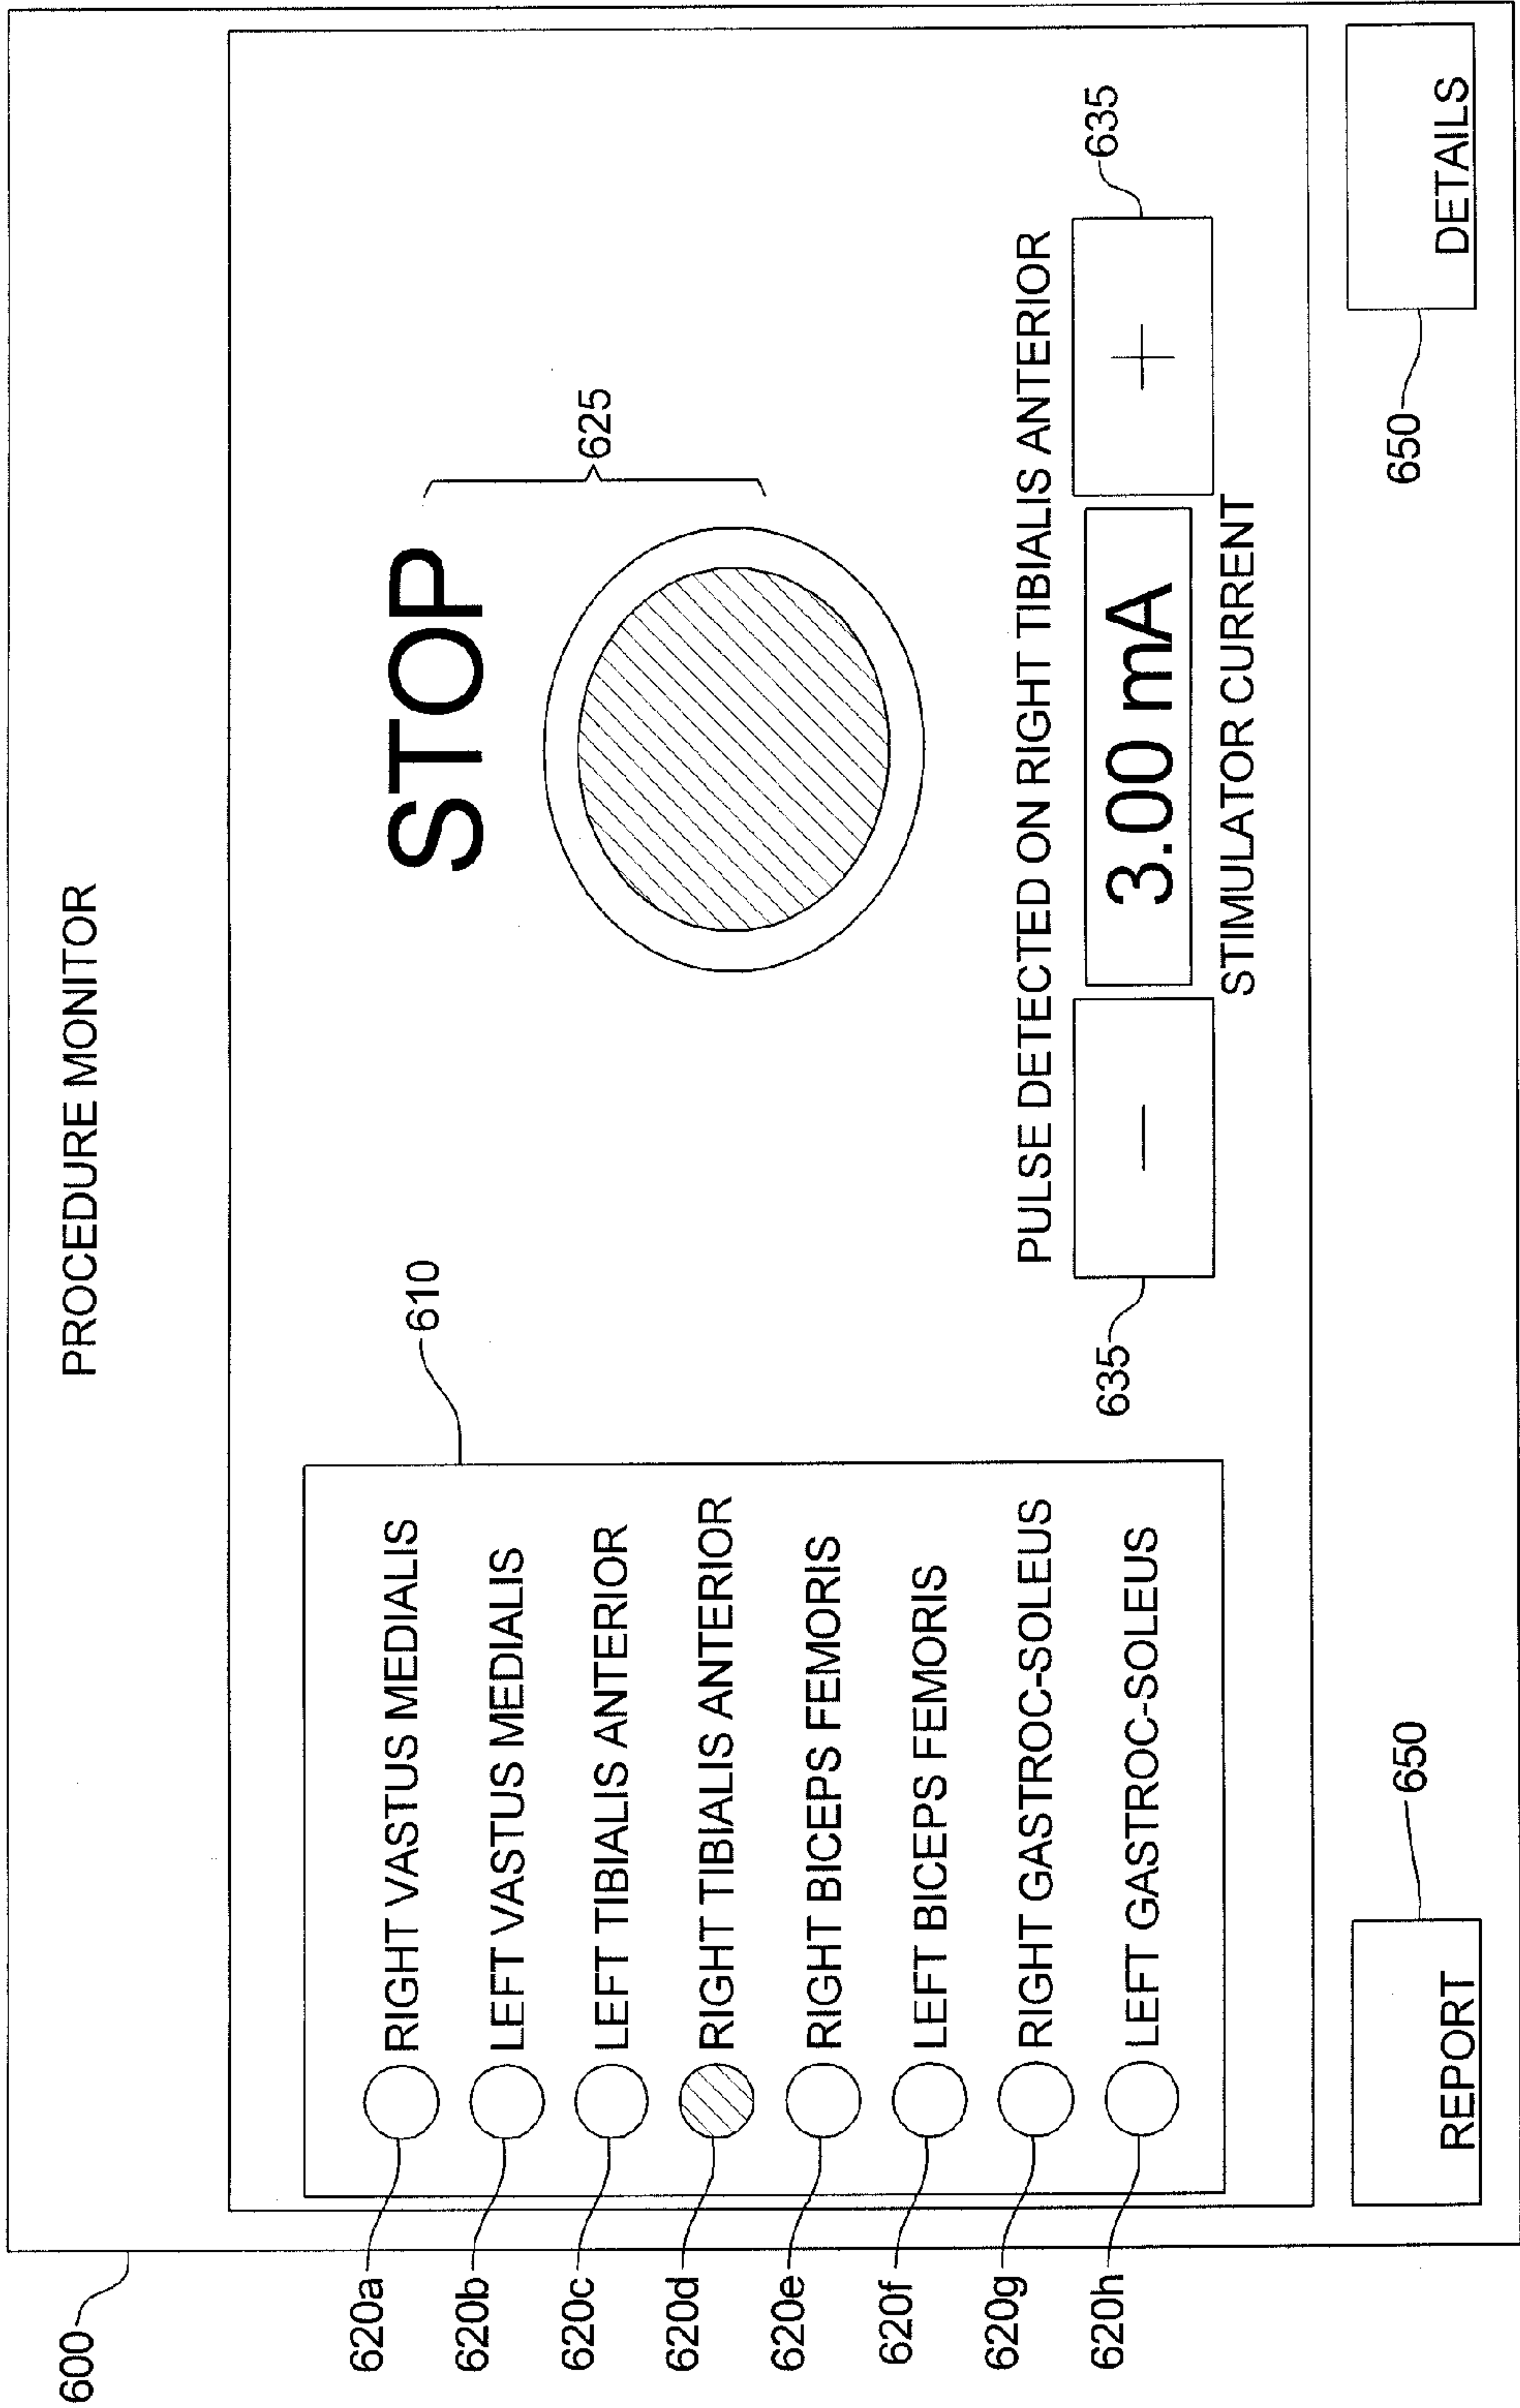 600
PROCEDURE MONITOR
610
620a RIGHT VASTUS MEDIALIS
620b LEFT VASTUS MEDIALIS
620c LEFT TIBIALIS ANTERIOR
620d RIGHT TIBIALIS ANTERIOR
620e RIGHT BICEPS FEMORIS
620f LEFT BICEPS FEMORIS
620g RIGHT GASTROC-SOLEUS
620h LEFT GASTROC-SOLEUS
STOP
625
PULSE DETECTED ON RIGHT TIBIALIS ANTERIOR
635 − 3.00 mA + 635
STIMULATOR CURRENT
REPORT 650
650 DETAILS